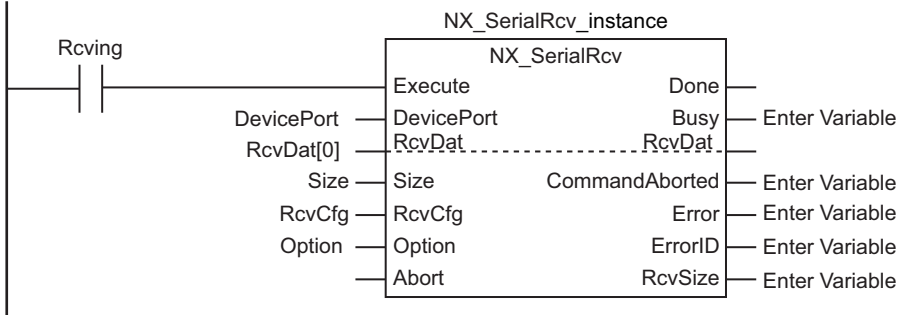 NX_SerialRcv_instance
Rcving
NX_SerialRcv
Execute Done
DevicePort DevicePort Busy Enter Variable
RcvDat[0] RcvDat RcvDat
Size Size CommandAborted Enter Variable
RcvCfg RcvCfg Error Enter Variable
Option Option ErrorID Enter Variable
Abort RcvSize Enter Variable